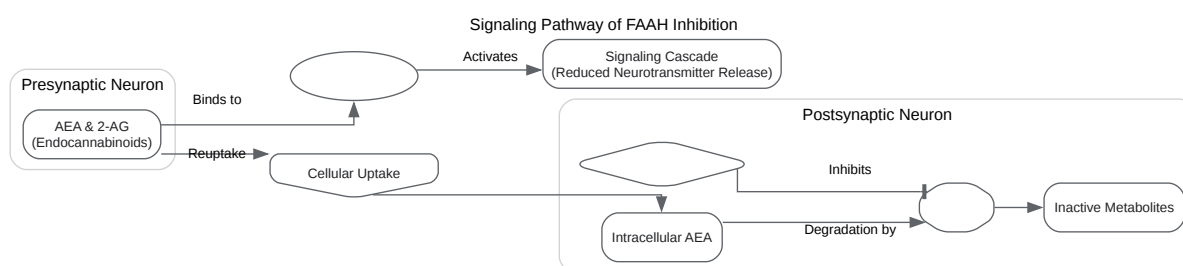 Signaling Pathway of FAAH Inhibition
Activates
Signaling Cascade
(Reduced Neurotransmitter Release)
Presynaptic Neuron
Binds to
AEA & 2-AG
(Endocannabinoids)
Reuptake
Cellular Uptake
Postsynaptic Neuron
Inhibits
Intracellular AEA
Degradation by
Inactive Metabolites